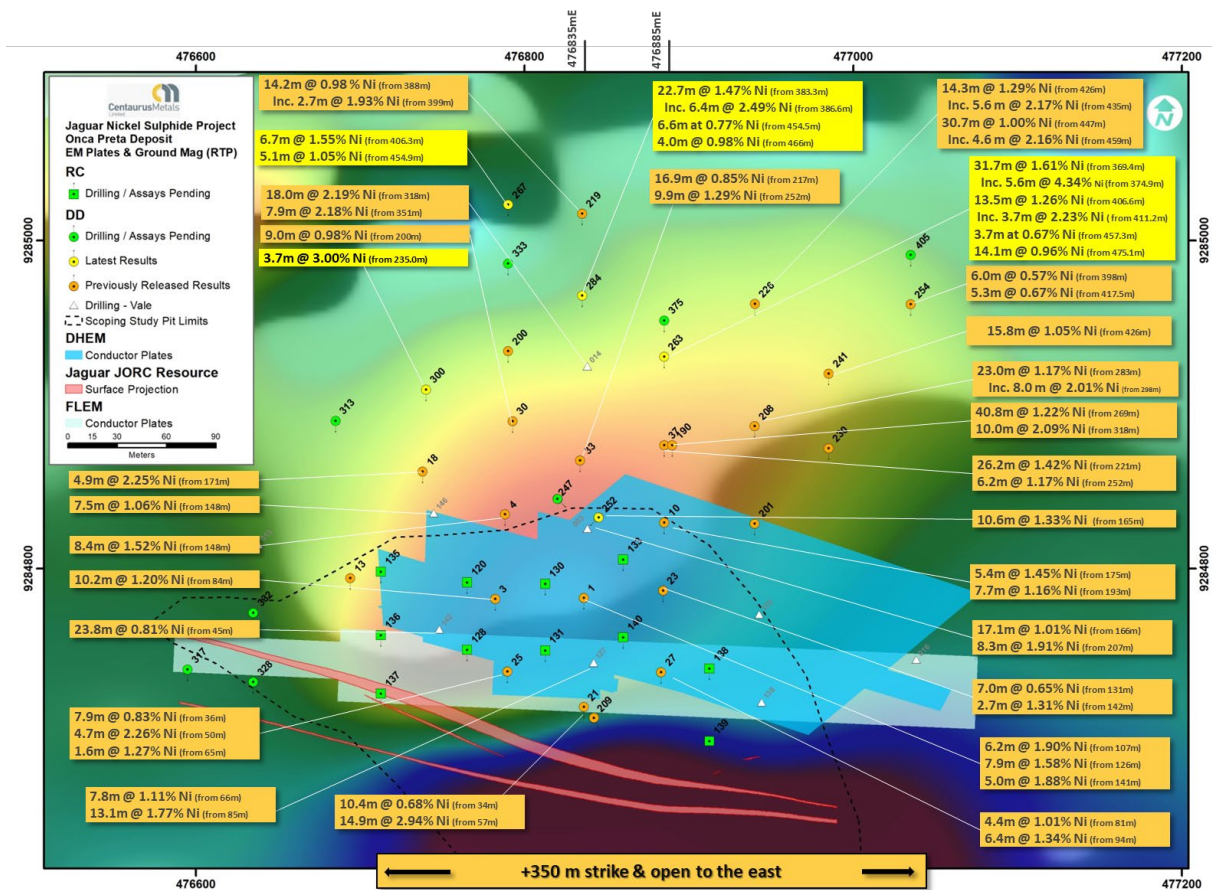 476835mE
476885mE
476600
476800
477000
477200
CentaurusMetals
Limited
Jaguar Nickel Sulphide Project
Onca Preta Deposit
EM Plates & Ground Mag (RTP)
RC
Drilling / Assays Pending
DD
Drilling / Assays Pending
Latest Results
Previously Released Results
Drilling - Vale
Scoping Study Pit Limits
DHEM
Conductor Plates
Jaguar JORC Resource
Surface Projection
FLEM
Conductor Plates
0 15 30 60 90
Meters
14.2m @ 0.98 % Ni (from 388m)
Inc. 2.7m @ 1.93% Ni (from 399m)
6.7m @ 1.55% Ni (from 406.3m)
5.1m @ 1.05% Ni (from 454.9m)
18.0m @ 2.19% Ni (from 318m)
7.9m @ 2.18% Ni (from 351m)
9.0m @ 0.98% Ni (from 200m)
3.7m @ 3.00% Ni (from 235.0m)
22.7m @ 1.47% Ni (from 383.3m)
Inc. 6.4m @ 2.49% Ni (from 386.6m)
6.6m at 0.77% Ni (from 454.5m)
4.0m @ 0.98% Ni (from 466m)
16.9m @ 0.85% Ni (from 217m)
9.9m @ 1.29% Ni (from 252m)
14.3m @ 1.29% Ni (from 426m)
Inc. 5.6 m @ 2.17% Ni (from 435m)
30.7m @ 1.00% Ni (from 447m)
Inc. 4.6 m @ 2.16% Ni (from 459m)
31.7m @ 1.61% Ni (from 369.4m)
Inc. 5.6m @ 4.34% Ni (from 374.9m)
13.5m @ 1.26% Ni (from 406.6m)
Inc. 3.7m @ 2.23% Ni (from 411.2m)
3.7m at 0.67% Ni (from 457.3m)
14.1m @ 0.96% Ni (from 475.1m)
6.0m @ 0.57% Ni (from 398m)
5.3m @ 0.67% Ni (from 417.5m)
15.8m @ 1.05% Ni (from 426m)
23.0m @ 1.17% Ni (from 283m)
Inc. 8.0 m @ 2.01% Ni (from 298m)
40.8m @ 1.22% Ni (from 269m)
10.0m @ 2.09% Ni (from 318m)
26.2m @ 1.42% Ni (from 221m)
6.2m @ 1.17% Ni (from 252m)
10.6m @ 1.33% Ni (from 165m)
5.4m @ 1.45% Ni (from 175m)
7.7m @ 1.16% Ni (from 193m)
17.1m @ 1.01% Ni (from 166m)
8.3m @ 1.91% Ni (from 207m)
7.0m @ 0.65% Ni (from 131m)
2.7m @ 1.31% Ni (from 142m)
6.2m @ 1.90% Ni (from 107m)
7.9m @ 1.58% Ni (from 126m)
5.0m @ 1.88% Ni (from 141m)
4.4m @ 1.01% Ni (from 81m)
6.4m @ 1.34% Ni (from 94m)
4.9m @ 2.25% Ni (from 171m)
7.5m @ 1.06% Ni (from 148m)
8.4m @ 1.52% Ni (from 148m)
10.2m @ 1.20% Ni (from 84m)
23.8m @ 0.81% Ni (from 45m)
7.9m @ 0.83% Ni (from 36m)
4.7m @ 2.26% Ni (from 50m)
1.6m @ 1.27% Ni (from 65m)
7.8m @ 1.11% Ni (from 66m)
13.1m @ 1.77% Ni (from 85m)
10.4m @ 0.68% Ni (from 34m)
14.9m @ 2.94% Ni (from 57m)
9285000
9285000
9284800
9284800
267
219
333
284
405
254
226
375
263
241
200
014
300
313
30
208
37
190
230
33
18
247
146
4
252
10
201
135
13
120
130
3
1
23
382
136
128
131
140
317
328
137
25
127
27
138
21
209
139
+350 m strike & open to the east
476600
477200